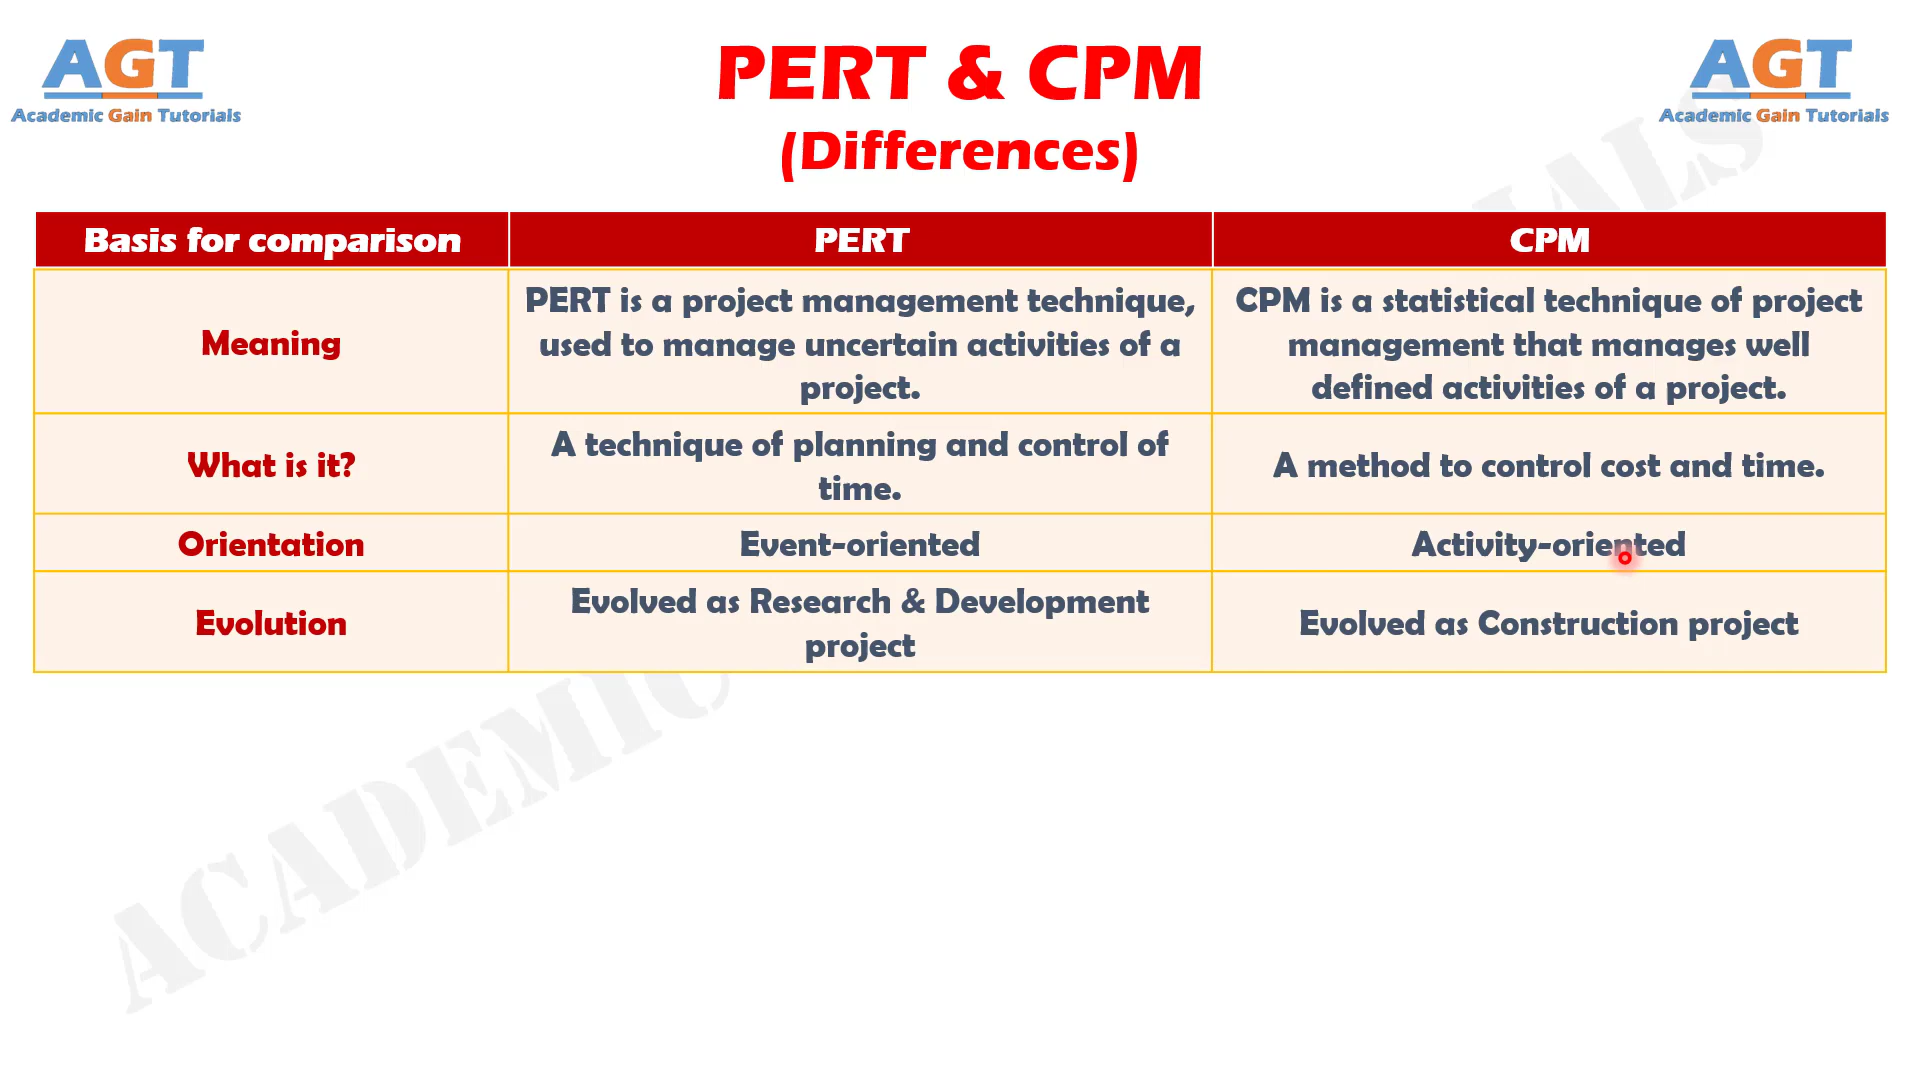 AGT
Academic Gain Tutorials
PERT & CPM
(Differences)
AGT
Academic Gain Tutorials
Basis for comparison
PERT
CPM
Meaning
PERT is a project management technique,
used to manage uncertain activities of a
project.
CPM is a statistical technique of project
management that manages well
defined activities of a project.
What is it?
A technique of planning and control of
time.
A method to control cost and time.
Orientation
Event-oriented
Activity-oriented
Evolution
Evolved as Research & Development
project
Evolved as Construction project
ACADEMIC